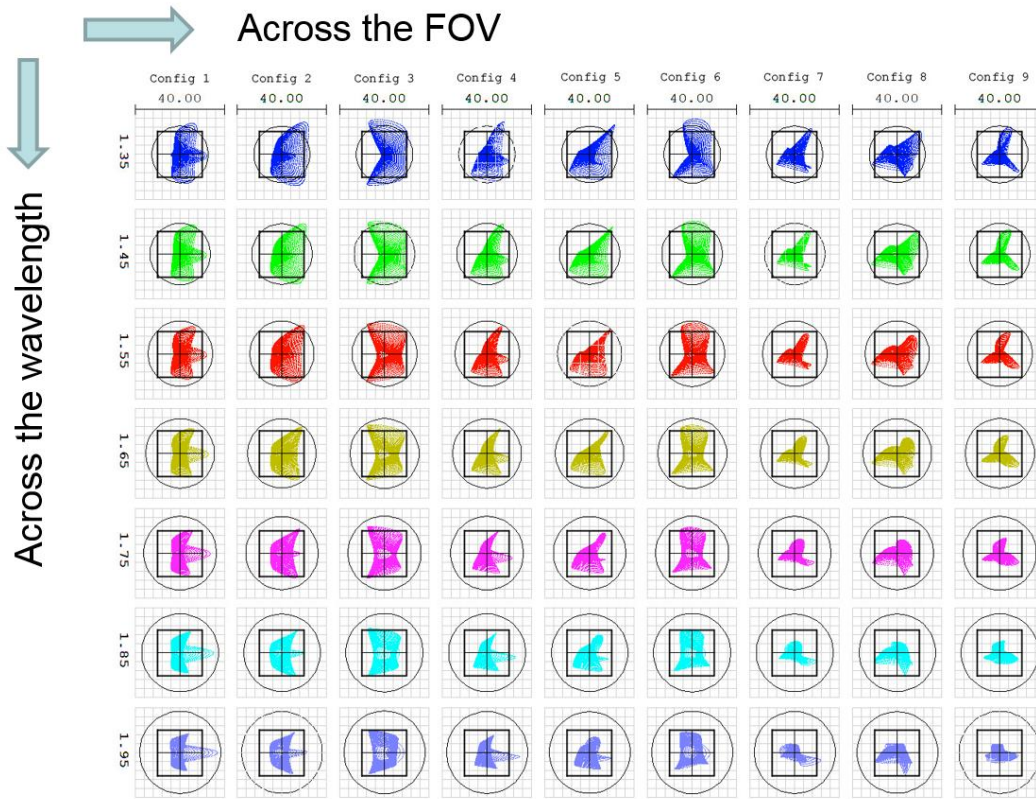 Across the FOV
Across the wavelength
Config 1 Config 2 Config 3 Config 4 Config 5 Config 6 Config 7 Config 8 Config 9
40.00 40.00 40.00 40.00 40.00 40.00 40.00 40.00 40.00
1.35
1.45
1.55
1.65
1.75
1.85
1.95